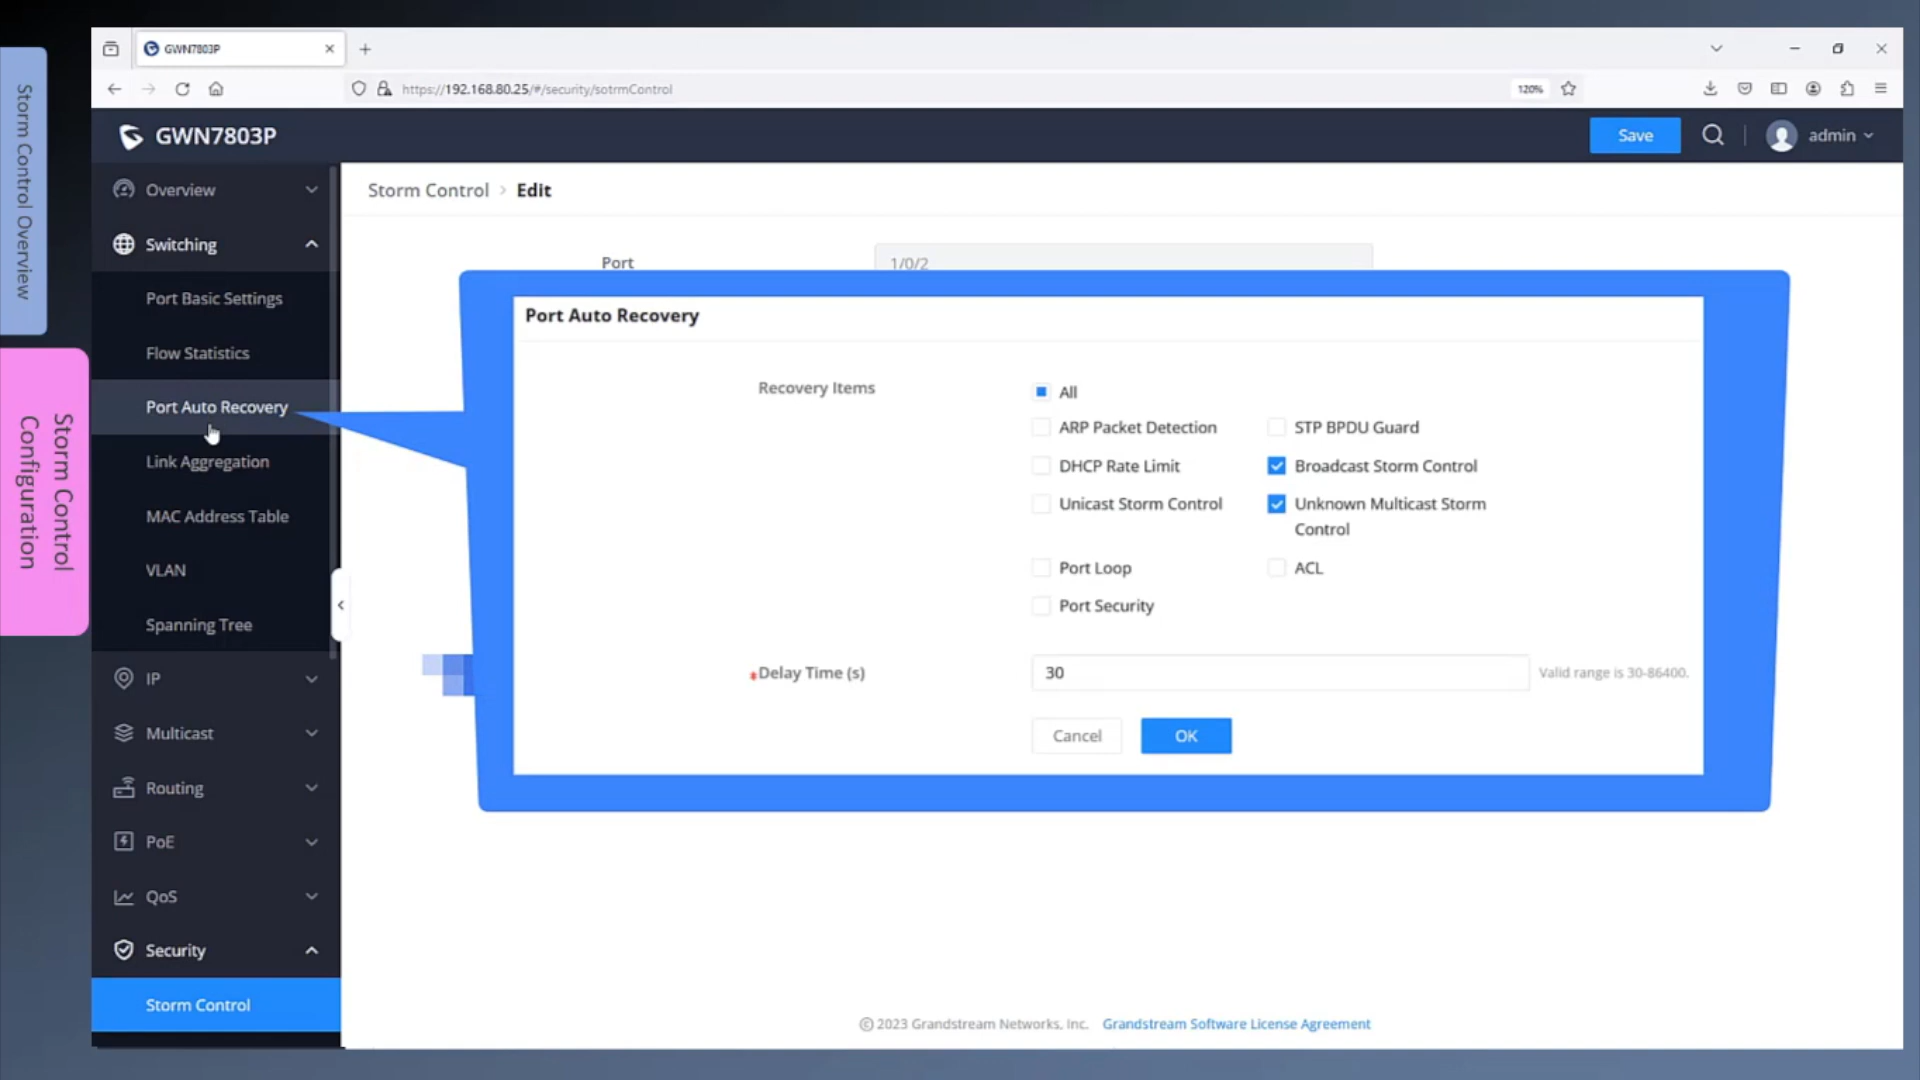 Storm Control Overview
Storm Control
Configuration
GWN7803P
https://192.168.80.25/#/security/sotrmControl
120%
GWN7803P
Save
admin
Overview
Switching
Port Basic Settings
Flow Statistics
Port Auto Recovery
Link Aggregation
MAC Address Table
VLAN
Spanning Tree
IP
Multicast
Routing
PoE
QoS
Security
Storm Control
Storm Control > Edit
Port
1/0/2
Port Auto Recovery
Recovery Items
All
ARP Packet Detection
STP BPDU Guard
DHCP Rate Limit
Broadcast Storm Control
Unicast Storm Control
Unknown Multicast Storm
Control
Port Loop
ACL
Port Security
*Delay Time (s)
30
Valid range is 30-86400.
Cancel
OK
© 2023 Grandstream Networks, Inc. Grandstream Software License Agreement